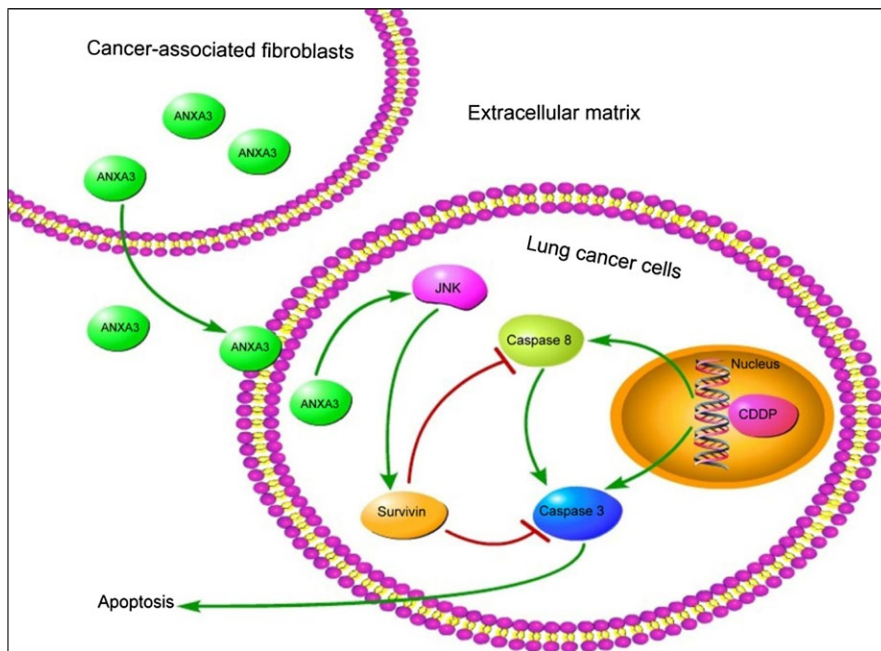 Cancer-associated fibroblasts
ANXA3
ANXA3
ANXA3
Extracellular matrix
Lung cancer cells
ANXA3
ANXA3
ANXA3
JNK
Caspase 8
Nucleus
CDDP
Survivin
Caspase 3
Apoptosis